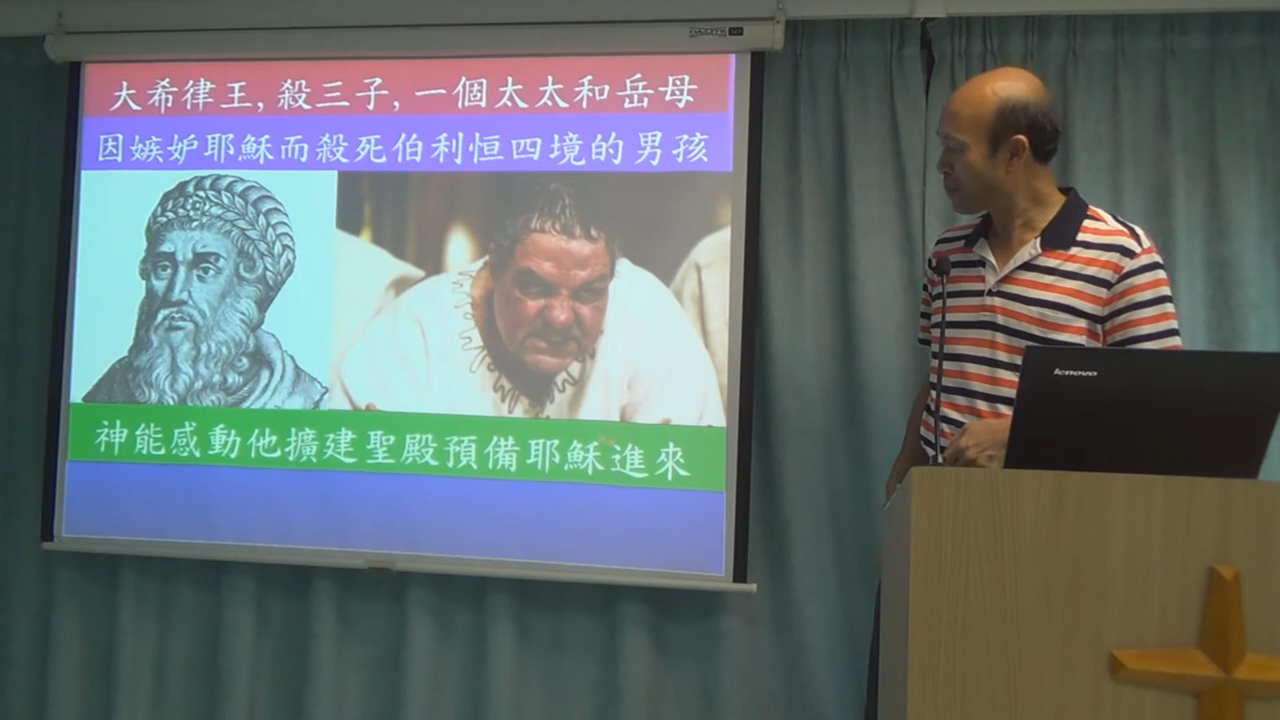 大希律王, 殺三子, 一個太太和岳母
因嫉妒耶穌而殺死伯利恒四境的男孩
神能感動他擴建聖殿預備耶穌進來
lenovo